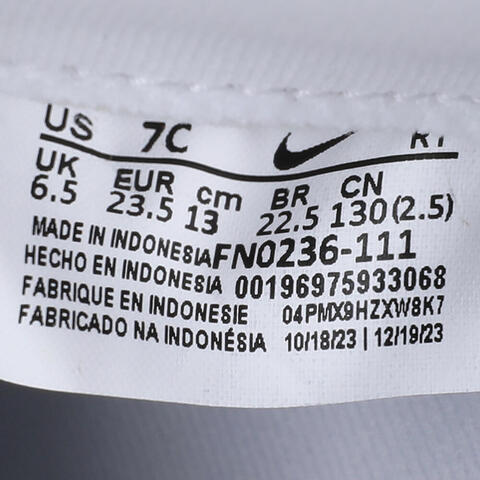 US 7C RT
UK EUR cm BR CN
6.5 23.5 13 22.5 130(2.5)
MADE IN INDONESIA FN0236-111
HECHO EN INDONESIA 00196975933068
FABRIQUE EN INDONESIE 04PMX9HZXW8K7
FABRICADO NA INDONÉSIA 10/18/23 | 12/19/23